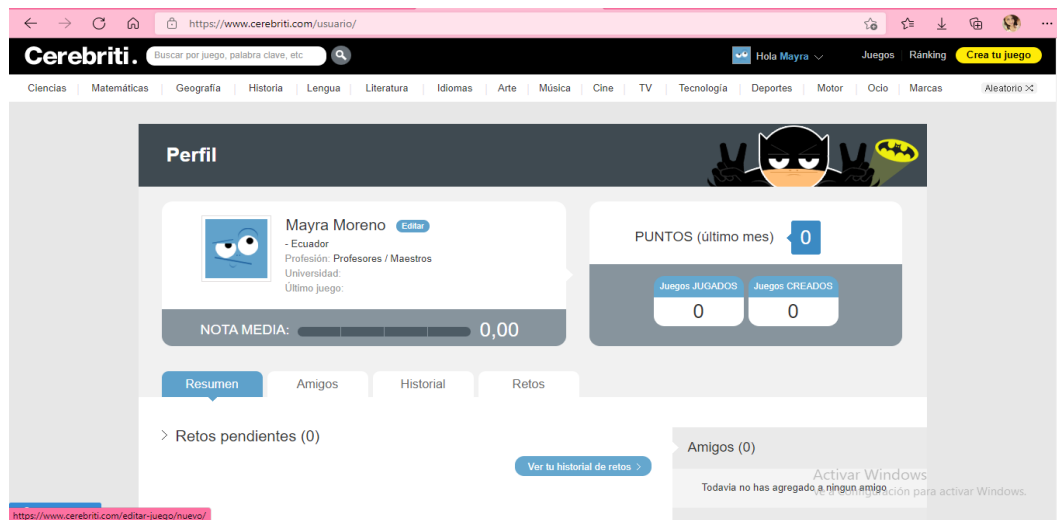 https://www.cerebriti.com/usuario/
Cerebriti.
Buscar por juego, palabra clave, etc
Hola Mayra
Juegos
Ránking
Crea tu juego
Ciencias Matemáticas Geografía Historia Lengua Literatura Idiomas Arte Música Cine TV Tecnología Deportes Motor Ocio Marcas Aleatorio
Perfil
Mayra Moreno Editar
- Ecuador
Profesión: Profesores / Maestros
Universidad:
Último juego:
NOTA MEDIA: 0,00
PUNTOS (último mes) 0
Juegos JUGADOS Juegos CREADOS
0 0
Resumen Amigos Historial Retos
> Retos pendientes (0)
Ver tu historial de retos >
Amigos (0)
Todavia no has agregado a ningun amigo
Activar Windows
Ve a Configuración para activar Windows.
https://www.cerebriti.com/editar-juego/nuevo/